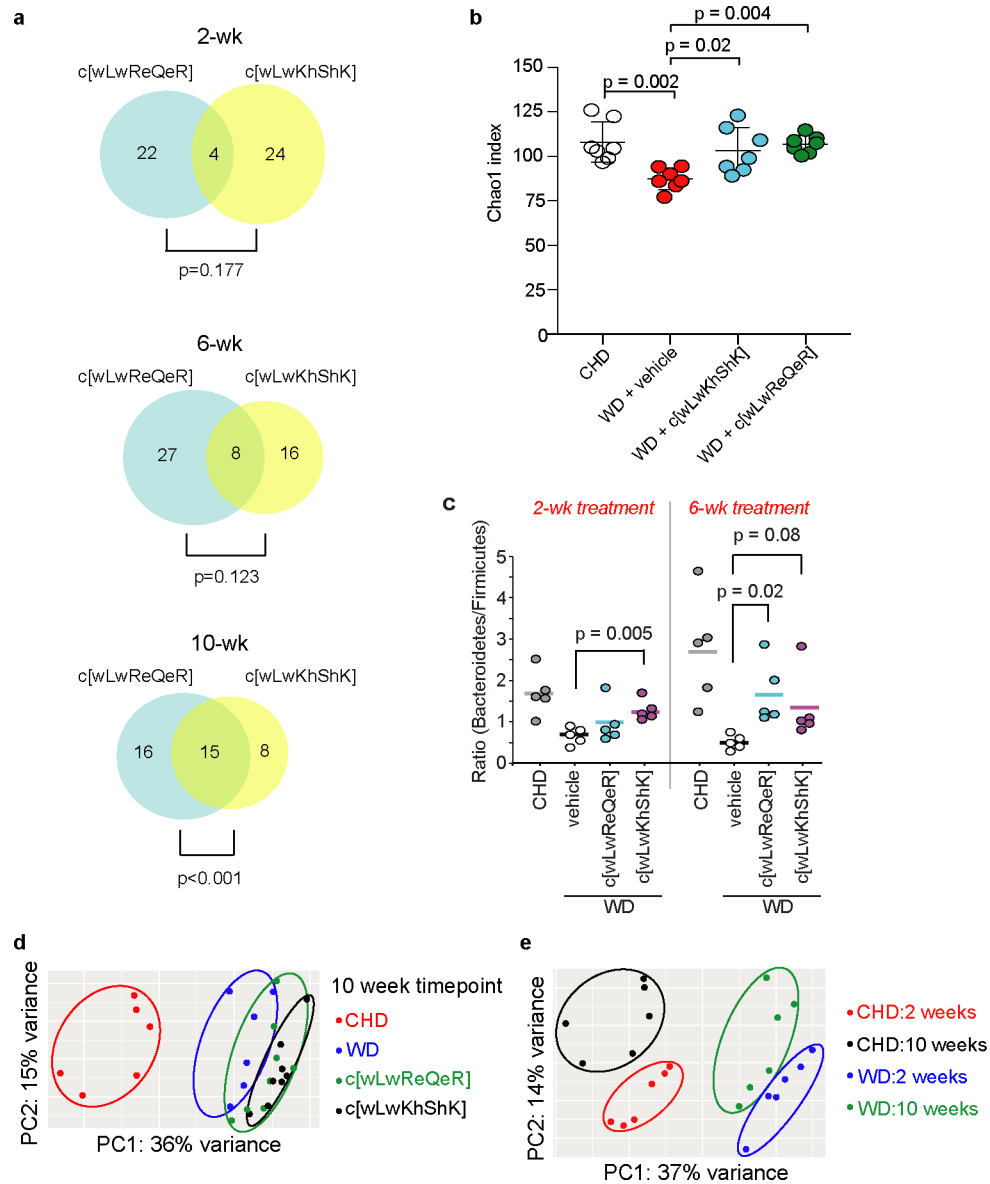 a
2-wk
c[wLwReQeR] c[wLwKhShK]
22 4 24
p=0.177
6-wk
c[wLwReQeR] c[wLwKhShK]
27 8 16
p=0.123
10-wk
c[wLwReQeR] c[wLwKhShK]
16 15 8
p<0.001
b
p = 0.004
p = 0.02
p = 0.002
150
125
100
75
50
25
0
Chao1 index
CHD
WD + vehicle
WD + c[wLwKhShK]
WD + c[wLwReQeR]
c
2-wk treatment
6-wk treatment
p = 0.08
p = 0.02
p = 0.005
5
4
3
2
1
0
Ratio (Bacteroidetes/Firmicutes)
CHD
vehicle
c[wLwReQeR]
c[wLwKhShK]
WD
CHD
vehicle
c[wLwReQeR]
c[wLwKhShK]
WD
d
PC2: 15% variance
PC1: 36% variance
10 week timepoint
CHD
WD
c[wLwReQeR]
c[wLwKhShK]
e
PC2: 14% variance
PC1: 37% variance
CHD:2 weeks
CHD:10 weeks
WD:2 weeks
WD:10 weeks